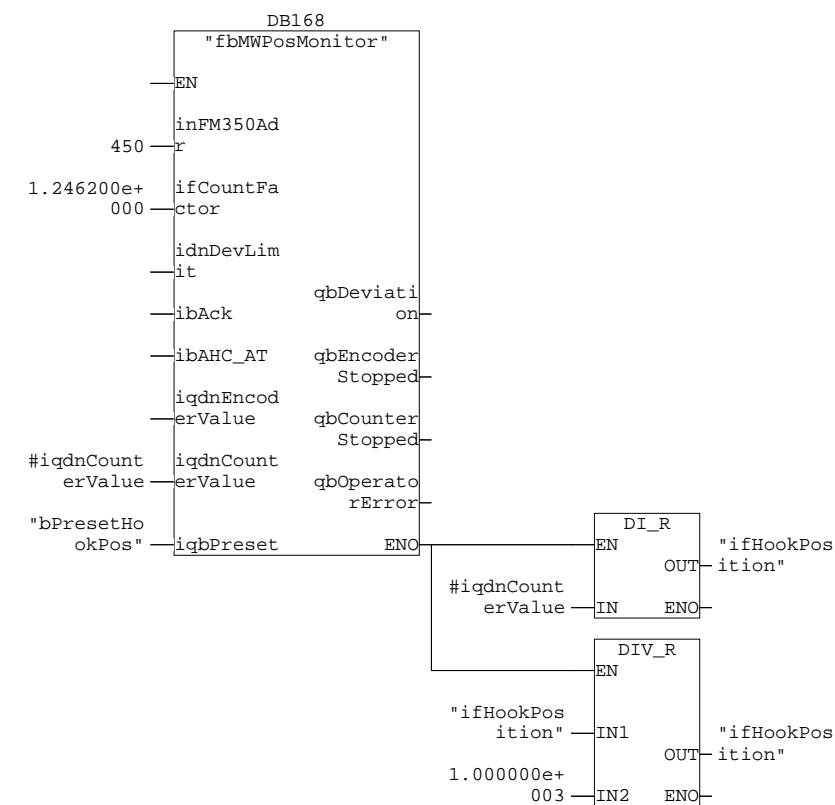 DB168
"fbMWPosMonitor"
EN
inFM350Ad
450 r
1.246200e+ ifCountFa
000 ctor
idnDevLim
it
qbDeviati
ibAck on
ibAHC_AT qbEncoder
Stopped
iqdnEncod
erValue qbCounter
Stopped
#iqdnCount iqdnCount
erValue erValue qbOperato
rError
"bPresetHo
okPos" iqbPreset ENO
DI_R
EN "ifHookPos
OUT ition"
#iqdnCount
erValue IN ENO
DIV_R
EN
"ifHookPos
ition" IN1 "ifHookPos
OUT ition"
1.000000e+
003 IN2 ENO